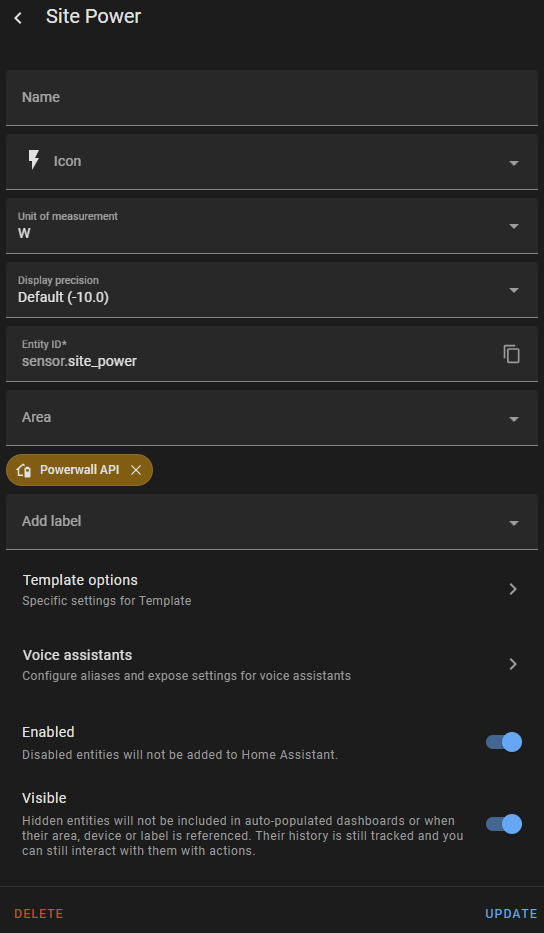 Site Power
Name
Icon
Unit of measurement
W
Display precision
Default (-10.0)
Entity ID*
sensor.site_power
Area
Powerwall API
Add label
Template options
Specific settings for Template
Voice assistants
Configure aliases and expose settings for voice assistants
Enabled
Disabled entities will not be added to Home Assistant.
Visible
Hidden entities will not be included in auto-populated dashboards or when
their area, device or label is referenced. Their history is still tracked and you
can still interact with them with actions.
DELETE
UPDATE